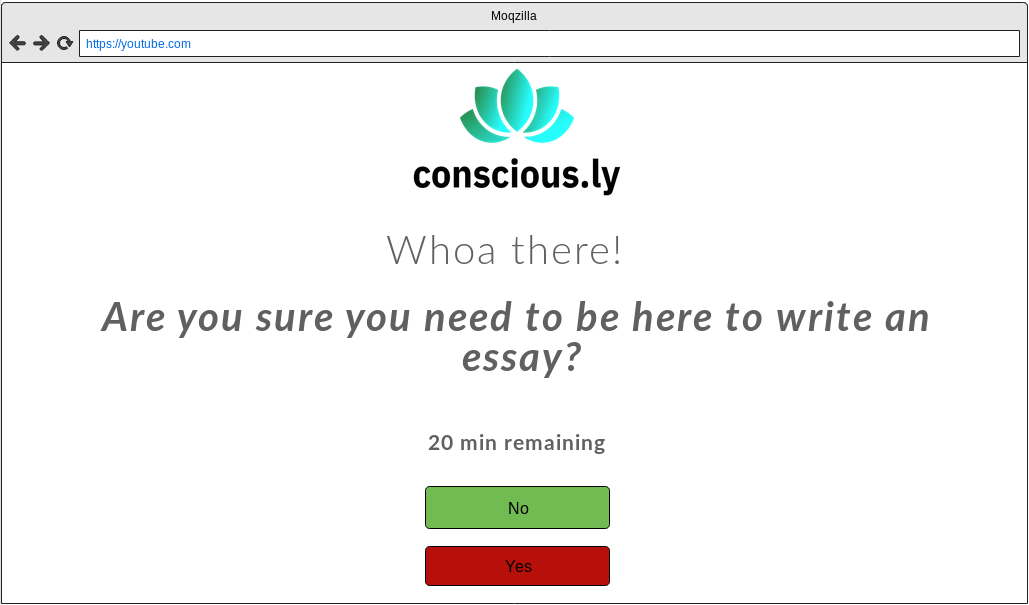 Moqzilla
https://youtube.com
conscious.ly
Whoa there!
Are you sure you need to be here to write an
essay?
20 min remaining
No
Yes